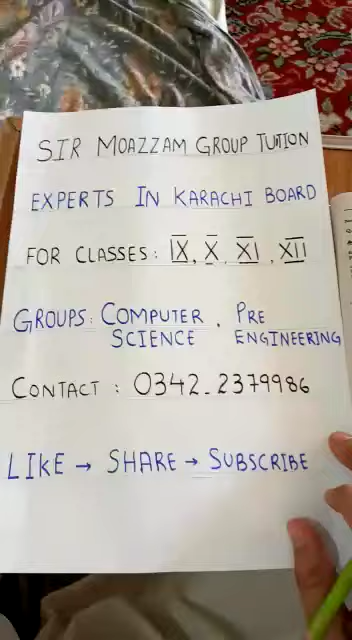 SIR MOAZZAM GROUP TUITION
EXPERTS IN KARACHI BOARD
FOR CLASSES: IX, X, XI, XII
GROUPS: COMPUTER SCIENCE, PRE ENGINEERING
CONTACT: 0342-2379986
LIKE → SHARE → SUBSCRIBE